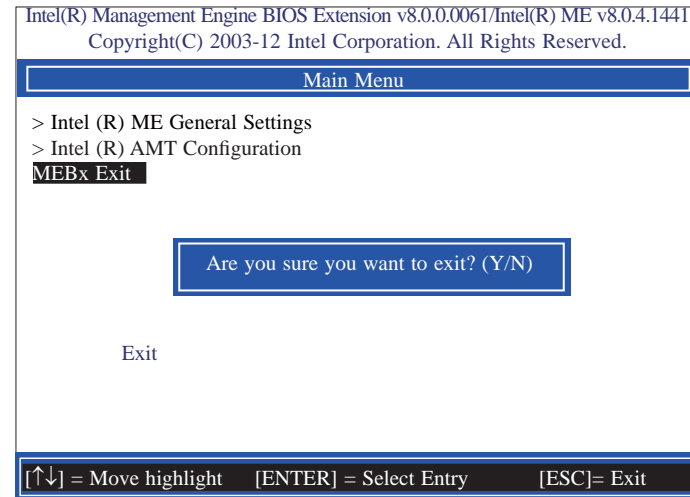 Intel(R) Management Engine BIOS Extension v8.0.0.0061/Intel(R) ME v8.0.4.1441
Copyright(C) 2003-12 Intel Corporation. All Rights Reserved.
Main Menu
> Intel (R) ME General Settings
> Intel (R) AMT Configuration
MEBx Exit
Are you sure you want to exit? (Y/N)
Exit
[↑↓] = Move highlight [ENTER] = Select Entry [ESC]= Exit